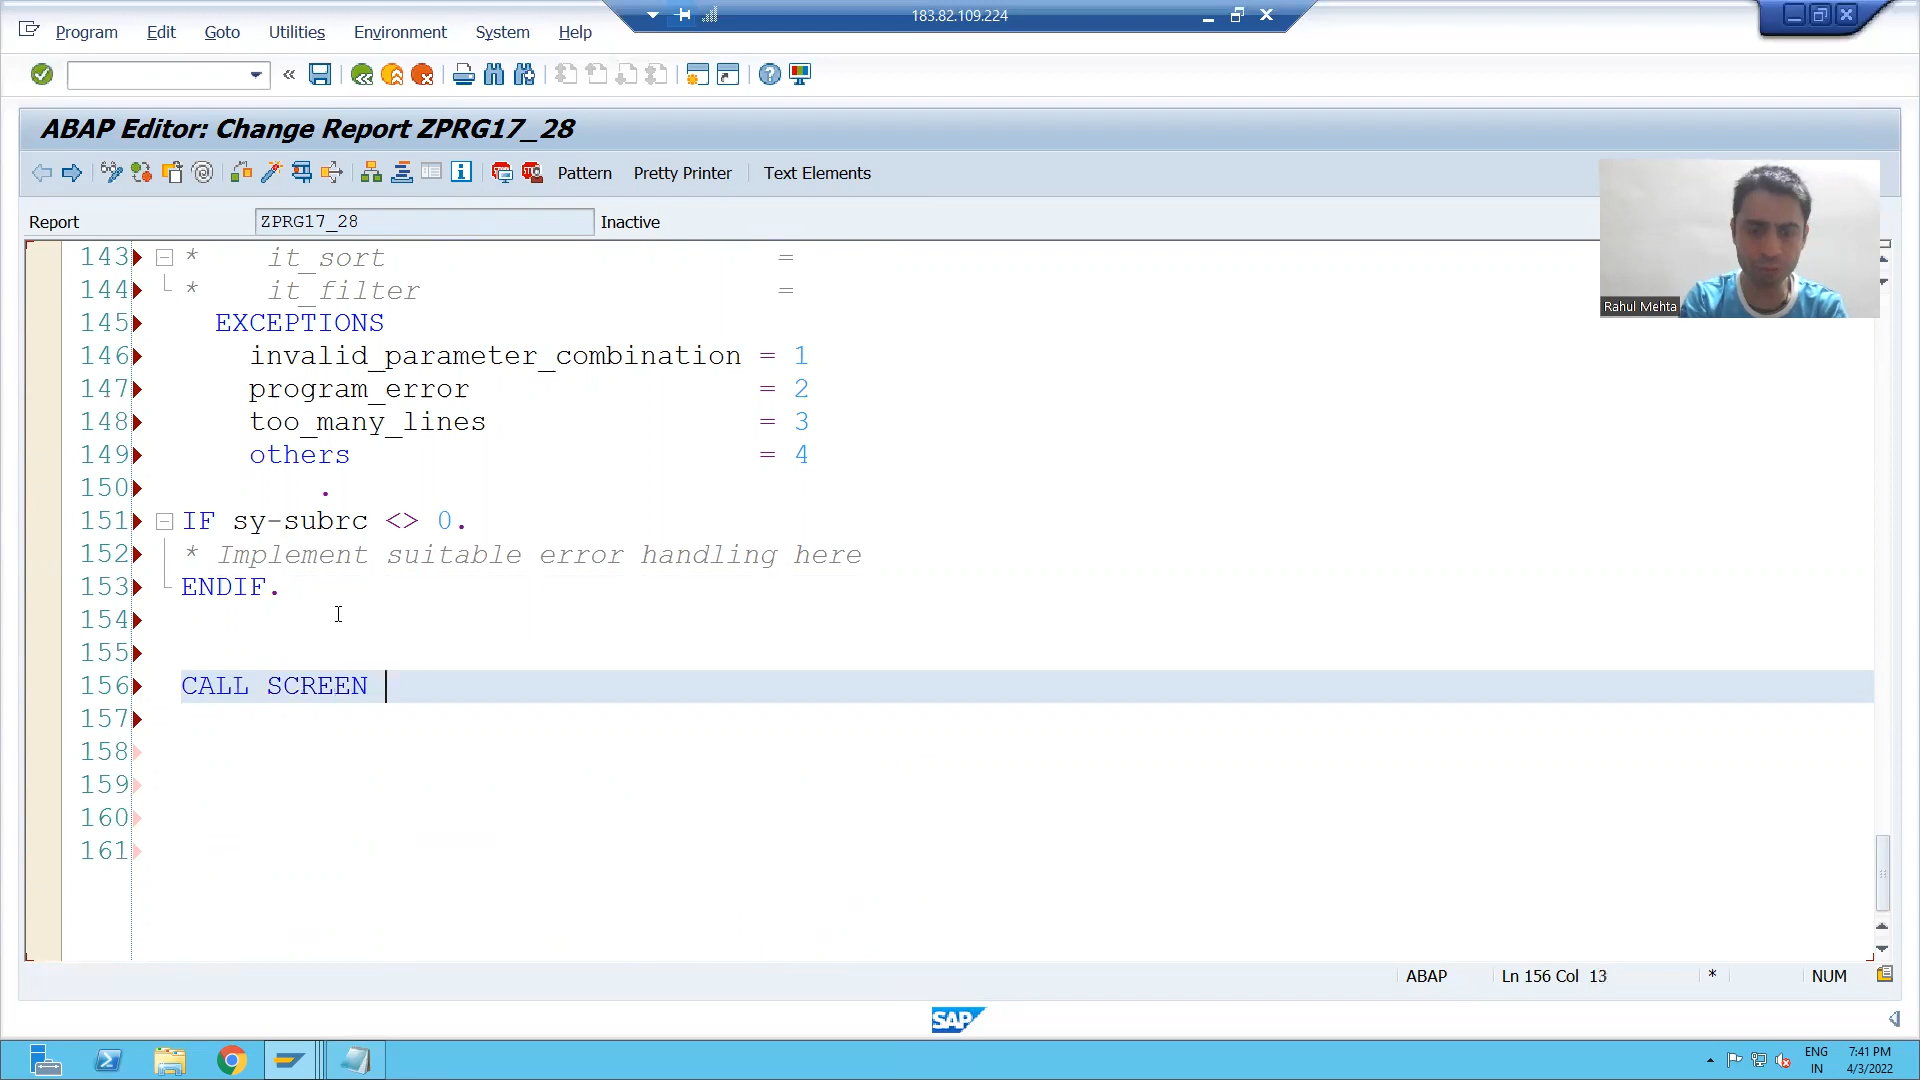 183.82.109.224
Program Edit Goto Utilities Environment System Help
ABAP Editor: Change Report ZPRG17_28
Pattern Pretty Printer Text Elements
Report ZPRG17_28 Inactive
Rahul Mehta
143 * it_sort =
144 * it_filter =
145 EXCEPTIONS
146 invalid_parameter_combination = 1
147 program_error = 2
148 too_many_lines = 3
149 others = 4
150 .
151 IF sy-subrc <> 0.
152 * Implement suitable error handling here
153 ENDIF.
154
155
156 CALL SCREEN
157
158
159
160
161
ABAP Ln 156 Col 13 * NUM
SAP
ENG 7:41 PM
IN 4/3/2022